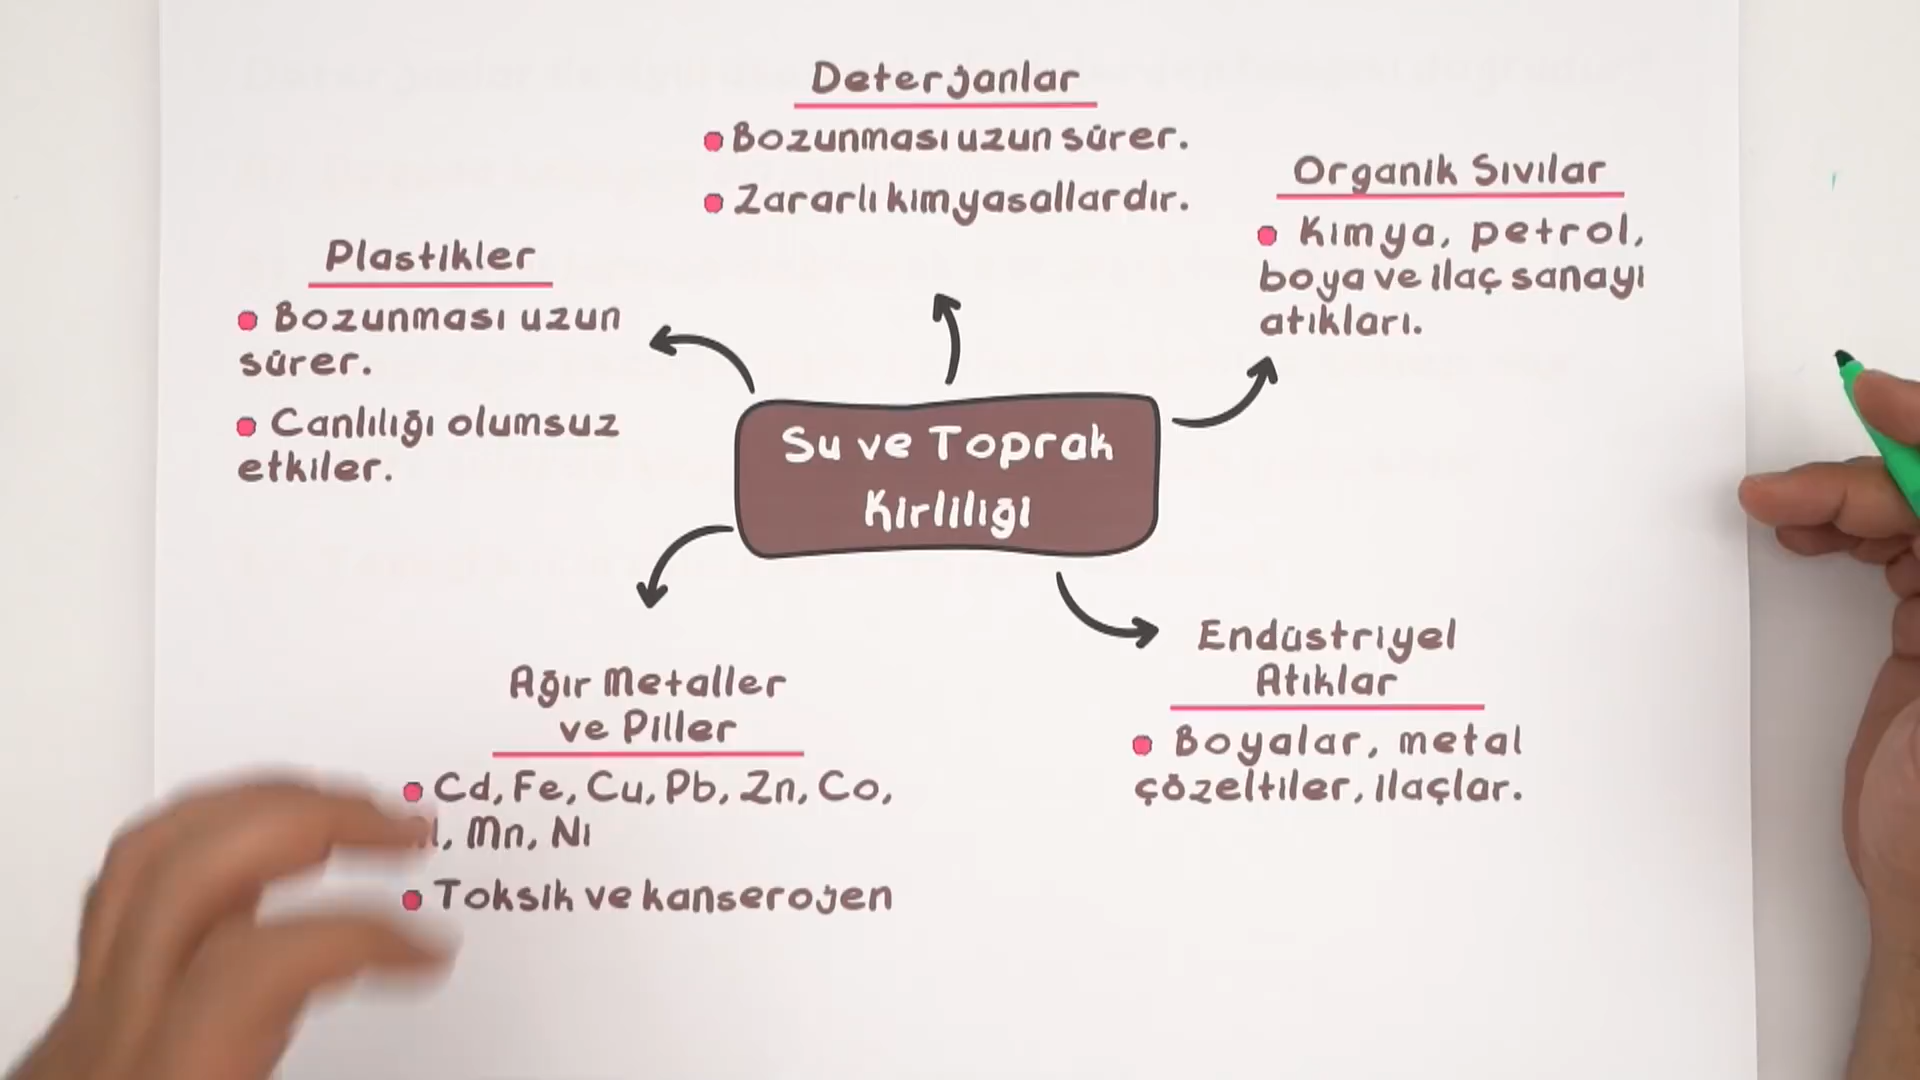 Deterjanlar
Bozunması uzun sürer.
Zararlı kimyasallardır.
Organik Sıvılar
Kimya, petrol,
boya ve ilaç sanayi
atıkları.
Plastikler
Bozunması uzun
sürer.
Canlılığı olumsuz
etkiler.
Su ve Toprak
Kirliliği
Ağır Metaller
ve Piller
Cd, Fe, Cu, Pb, Zn, Co,
Mn, Ni
Toksik ve kanserojen
Endüstriyel
Atıklar
Boyalar, metal
çözeltiler, ilaçlar.